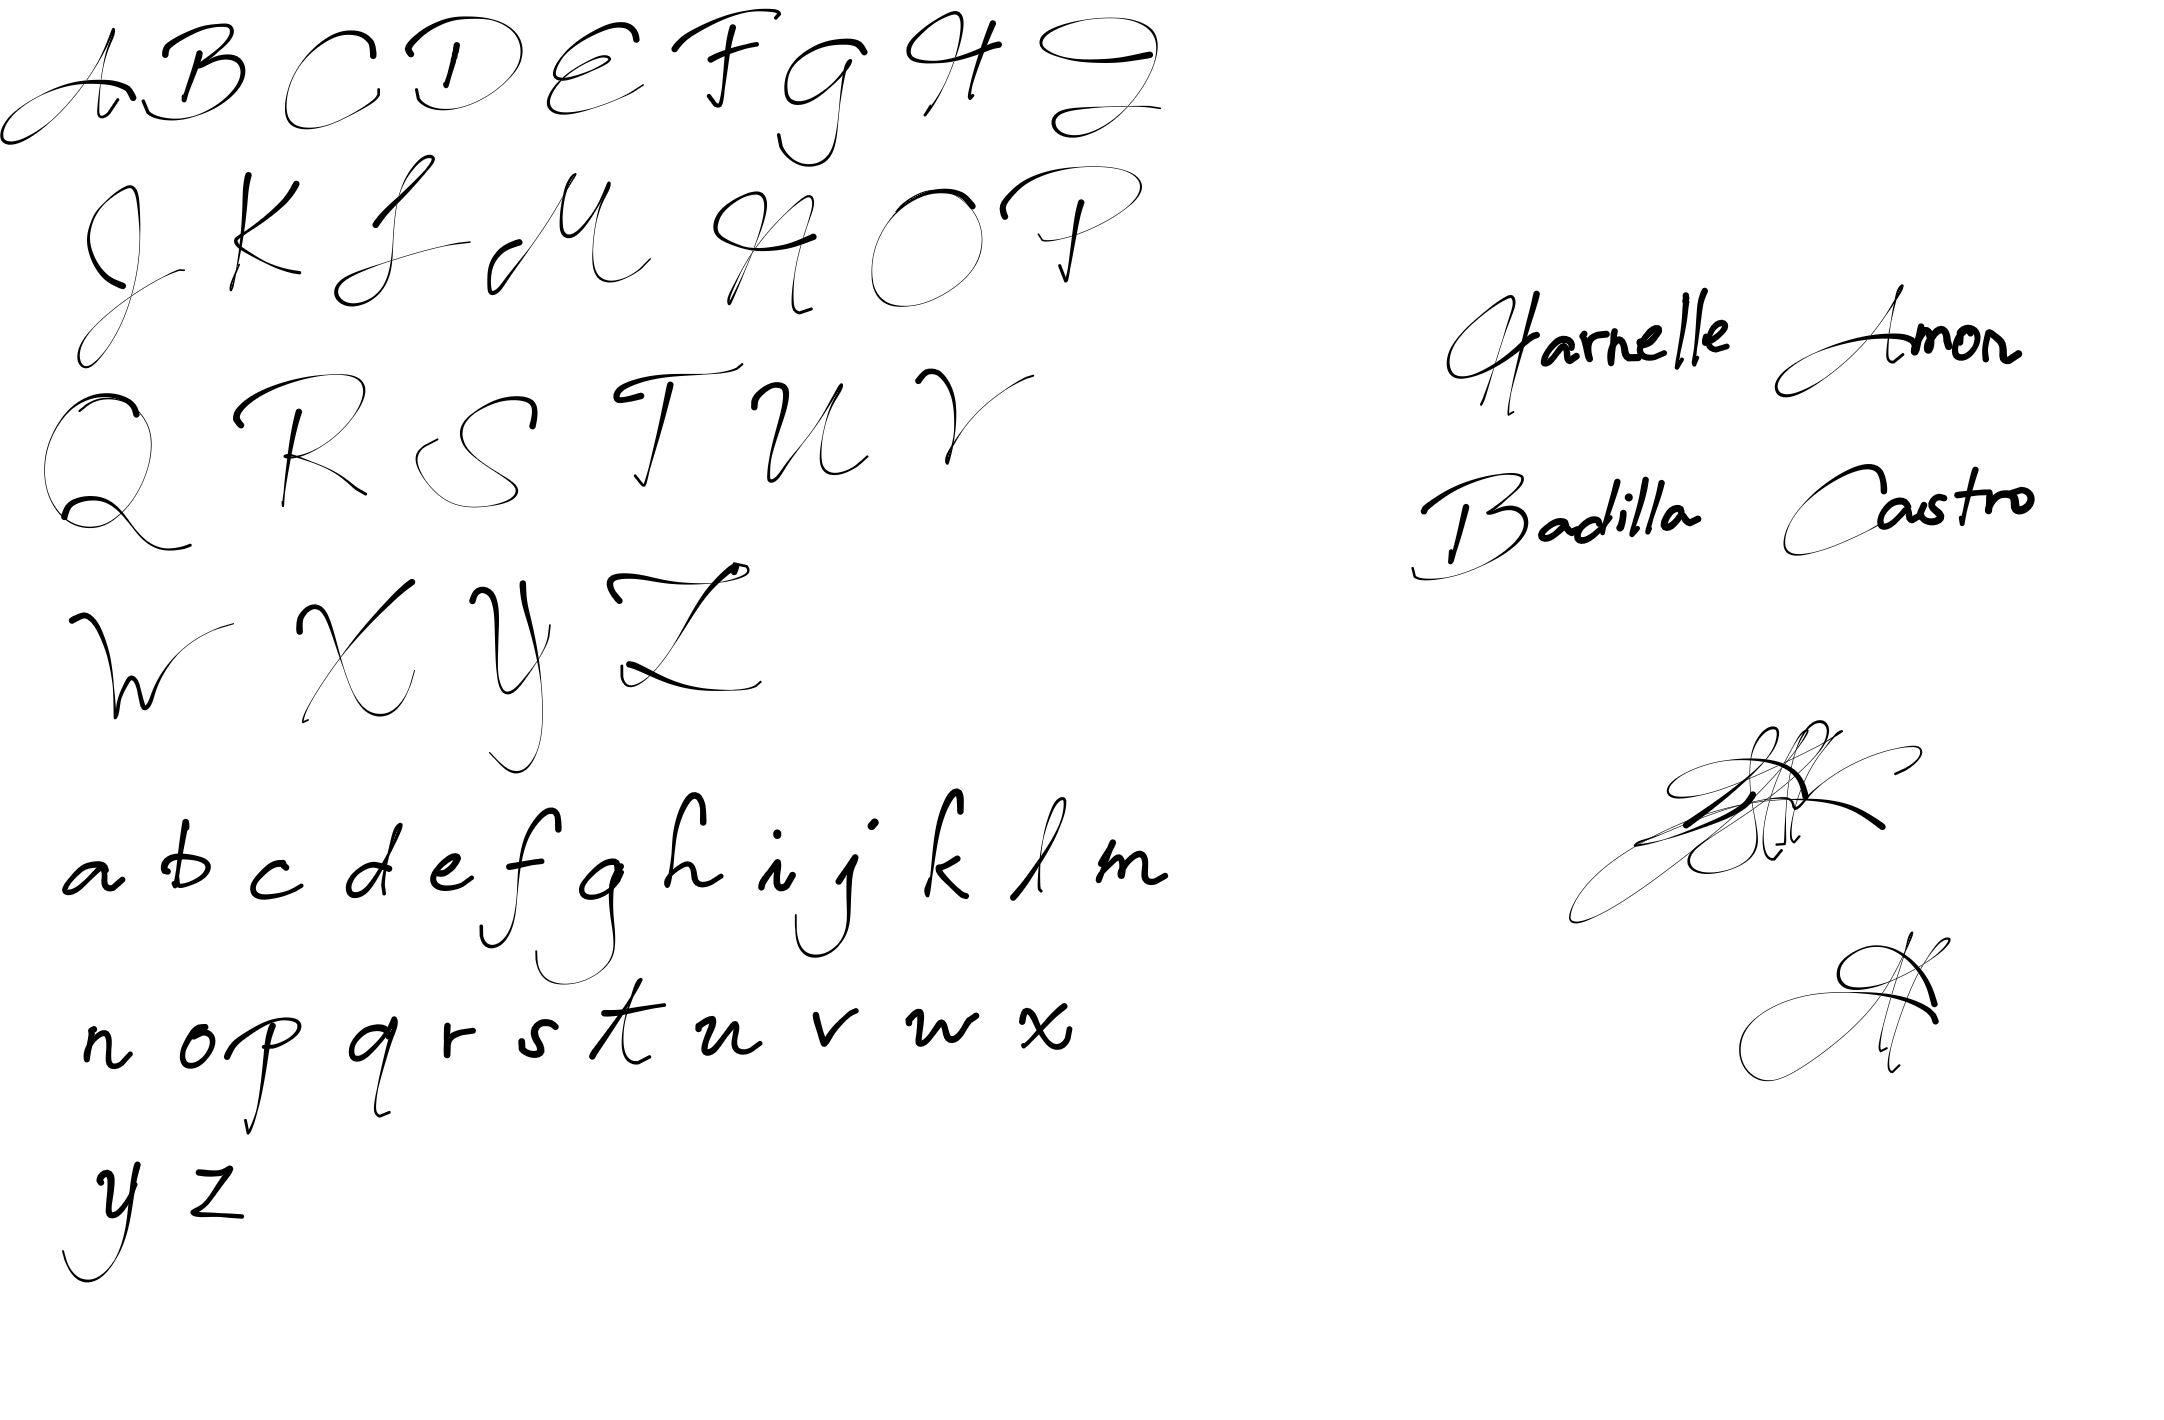 A B C D E F G H I
J K L M N O P
Q R S T U V
W X Y Z
a b c d e f g h i j k l m
n o p q r s t u v w x
y z
Harnelle Amon
Badilla Castro